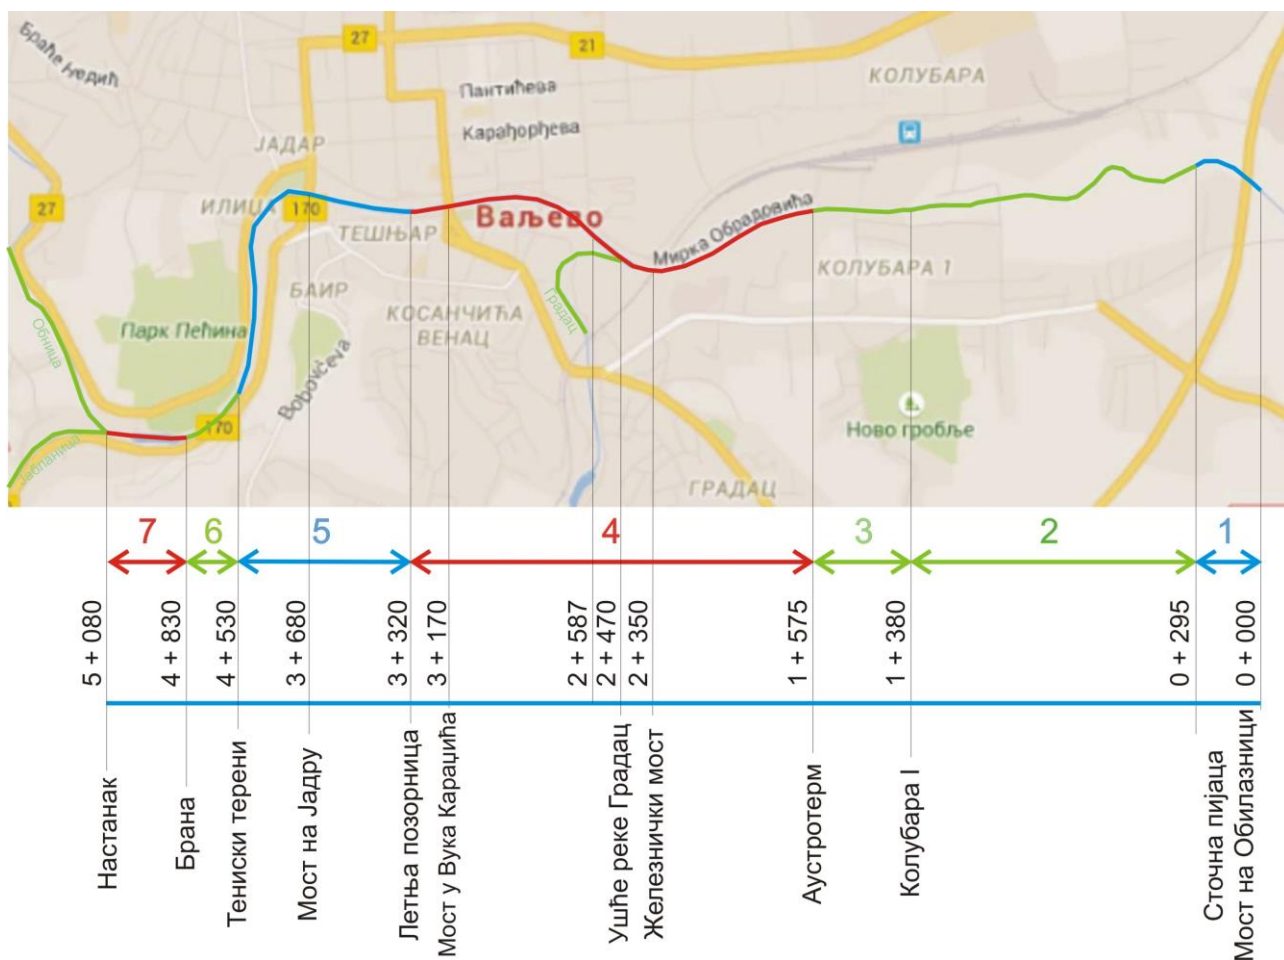 Браће Недић
27
21
КОЛУБАРА
Пантићева
Карађорђева
ЈАДАР
27
ИЛИЦА
170
ТЕШЊАР
Ваљево
Мирка Обрадовића
КОЛУБАРА 1
БАИР
КОСАНЧИЋА
ВЕНАЦ
Градац
Обница
Парк Пећина
170
Јабланица
Ново гробље
ГРАДАЦ
7
6
5
4
3
2
1
5 + 080
4 + 830
4 + 530
3 + 680
3 + 320
3 + 170
2 + 587
2 + 470
2 + 350
1 + 575
1 + 380
0 + 295
0 + 000
Настанак
Брана
Тениски терени
Мост на Јадру
Летња позорница
Мост у Вука Караџића
Ушће реке Градац
Железнички мост
Аустротерм
Колубара I
Сточна пијаца
Мост на Обилазници